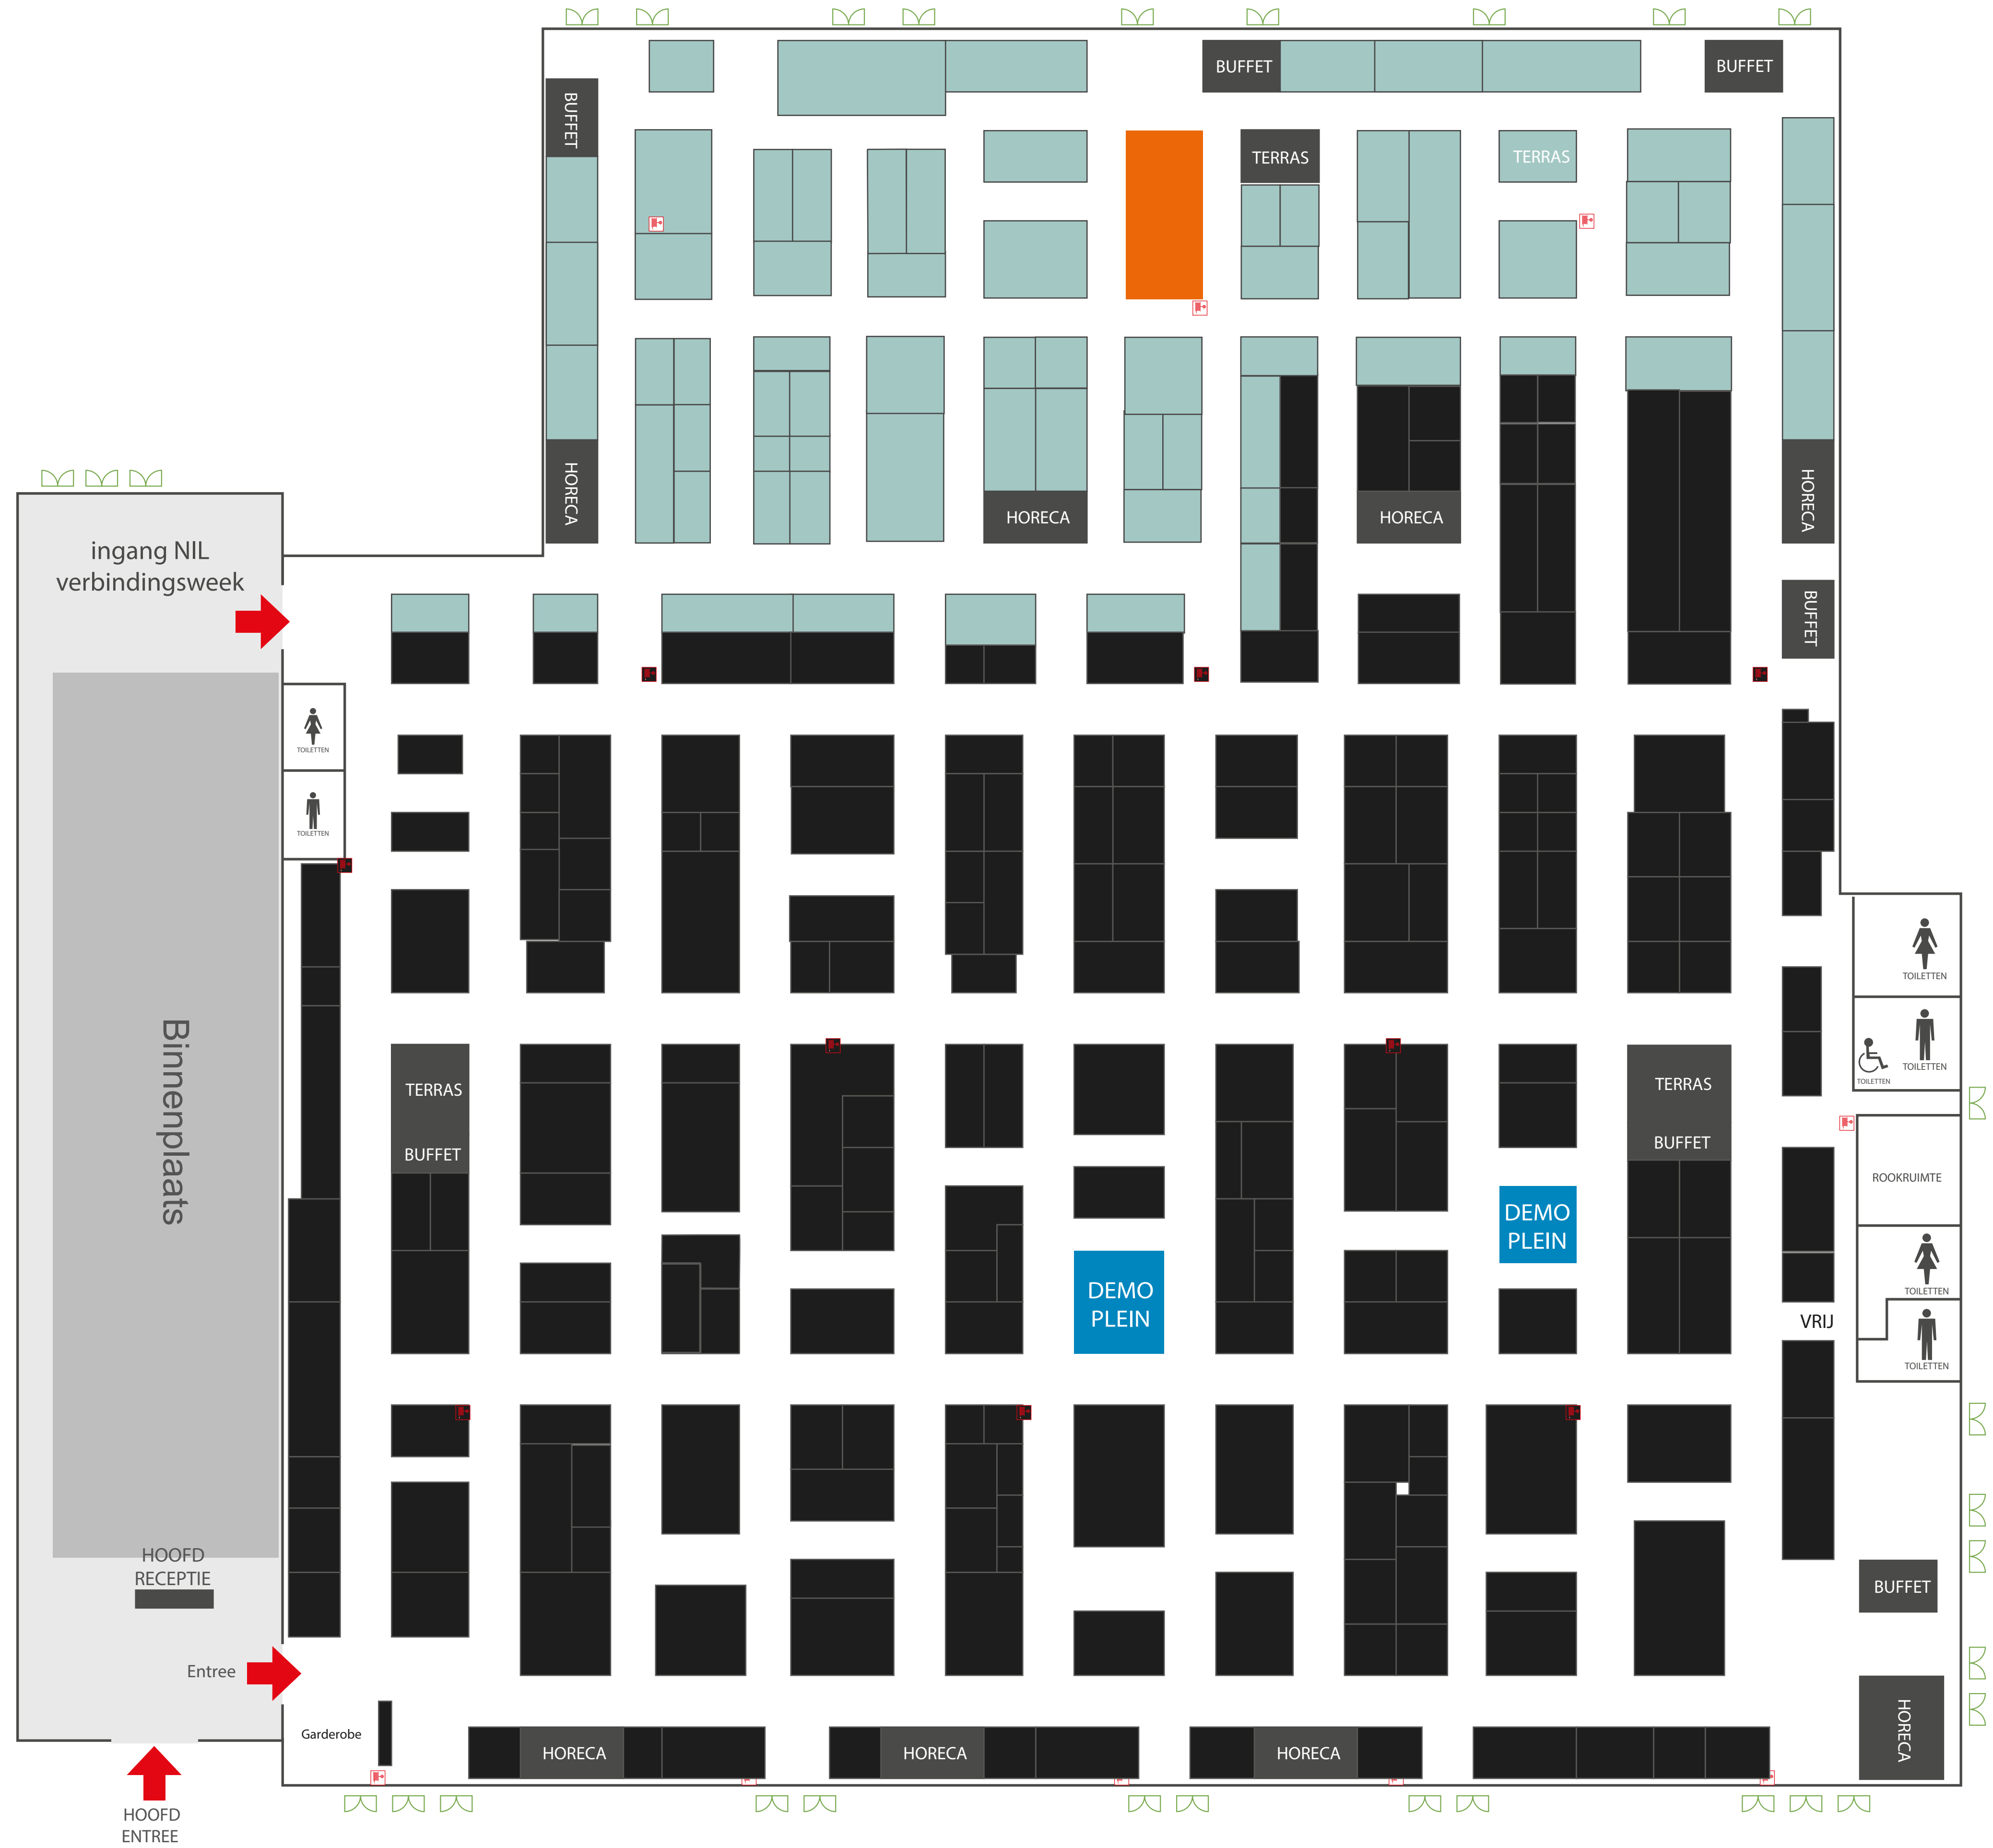 BUFFET
BUFFET
BUFFET
TERRAS
TERRAS
HORECA
HORECA
HORECA
HORECA
ingang NIL
verbindingsweek
BUFFET
TOILETTEN
TOILETTEN
TOILETTEN
TOILETTEN
TOILETTEN
Binnenplaats
TERRAS
BUFFET
TERRAS
BUFFET
ROOKRUIMTE
DEMO
PLEIN
DEMO
PLEIN
TOILETTEN
VRIJ
TOILETTEN
HOOFD
RECEPTIE
BUFFET
Entree
Garderobe
HORECA
HORECA
HORECA
HORECA
HOOFD
ENTREE